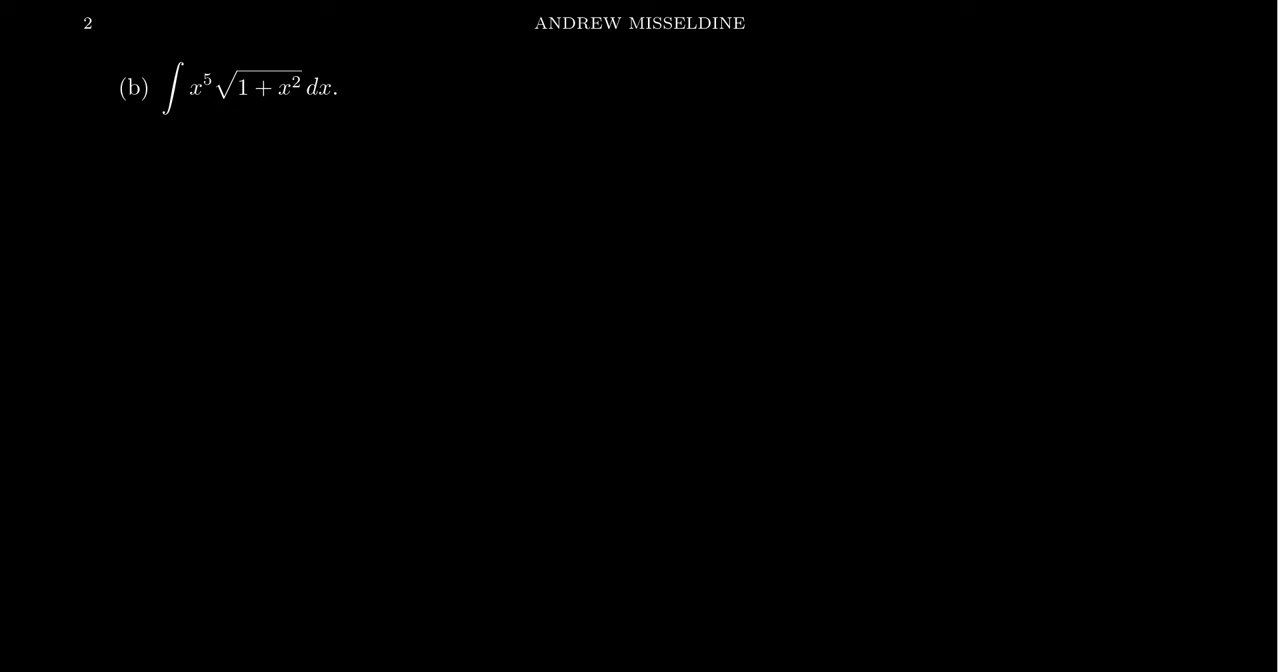 2 ANDREW MISSELDINE
(b) ∫ x⁵√(1 + x²) dx.